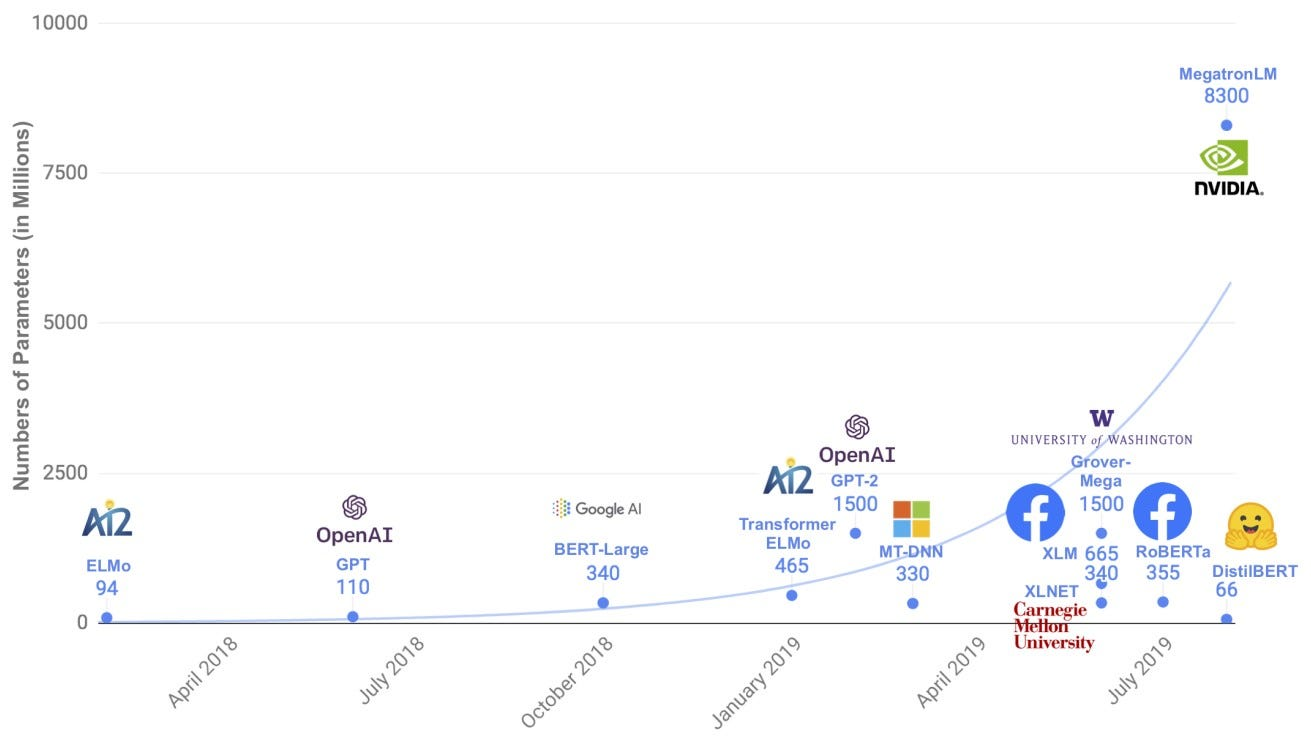 Numbers of Parameters (in Millions)
10000
7500
5000
2500
0
April 2018
July 2018
October 2018
January 2019
April 2019
July 2019
AI2
ELMo
94
OpenAI
GPT
110
Google AI
BERT-Large
340
AI2
Transformer
ELMo
465
OpenAI
GPT-2
1500
MT-DNN
330
W
UNIVERSITY of WASHINGTON
Grover-
Mega
1500
XLM 665
340
XLNET
Carnegie
Mellon
University
RoBERTa
355
MegatronLM
8300
NVIDIA.
DistilBERT
66